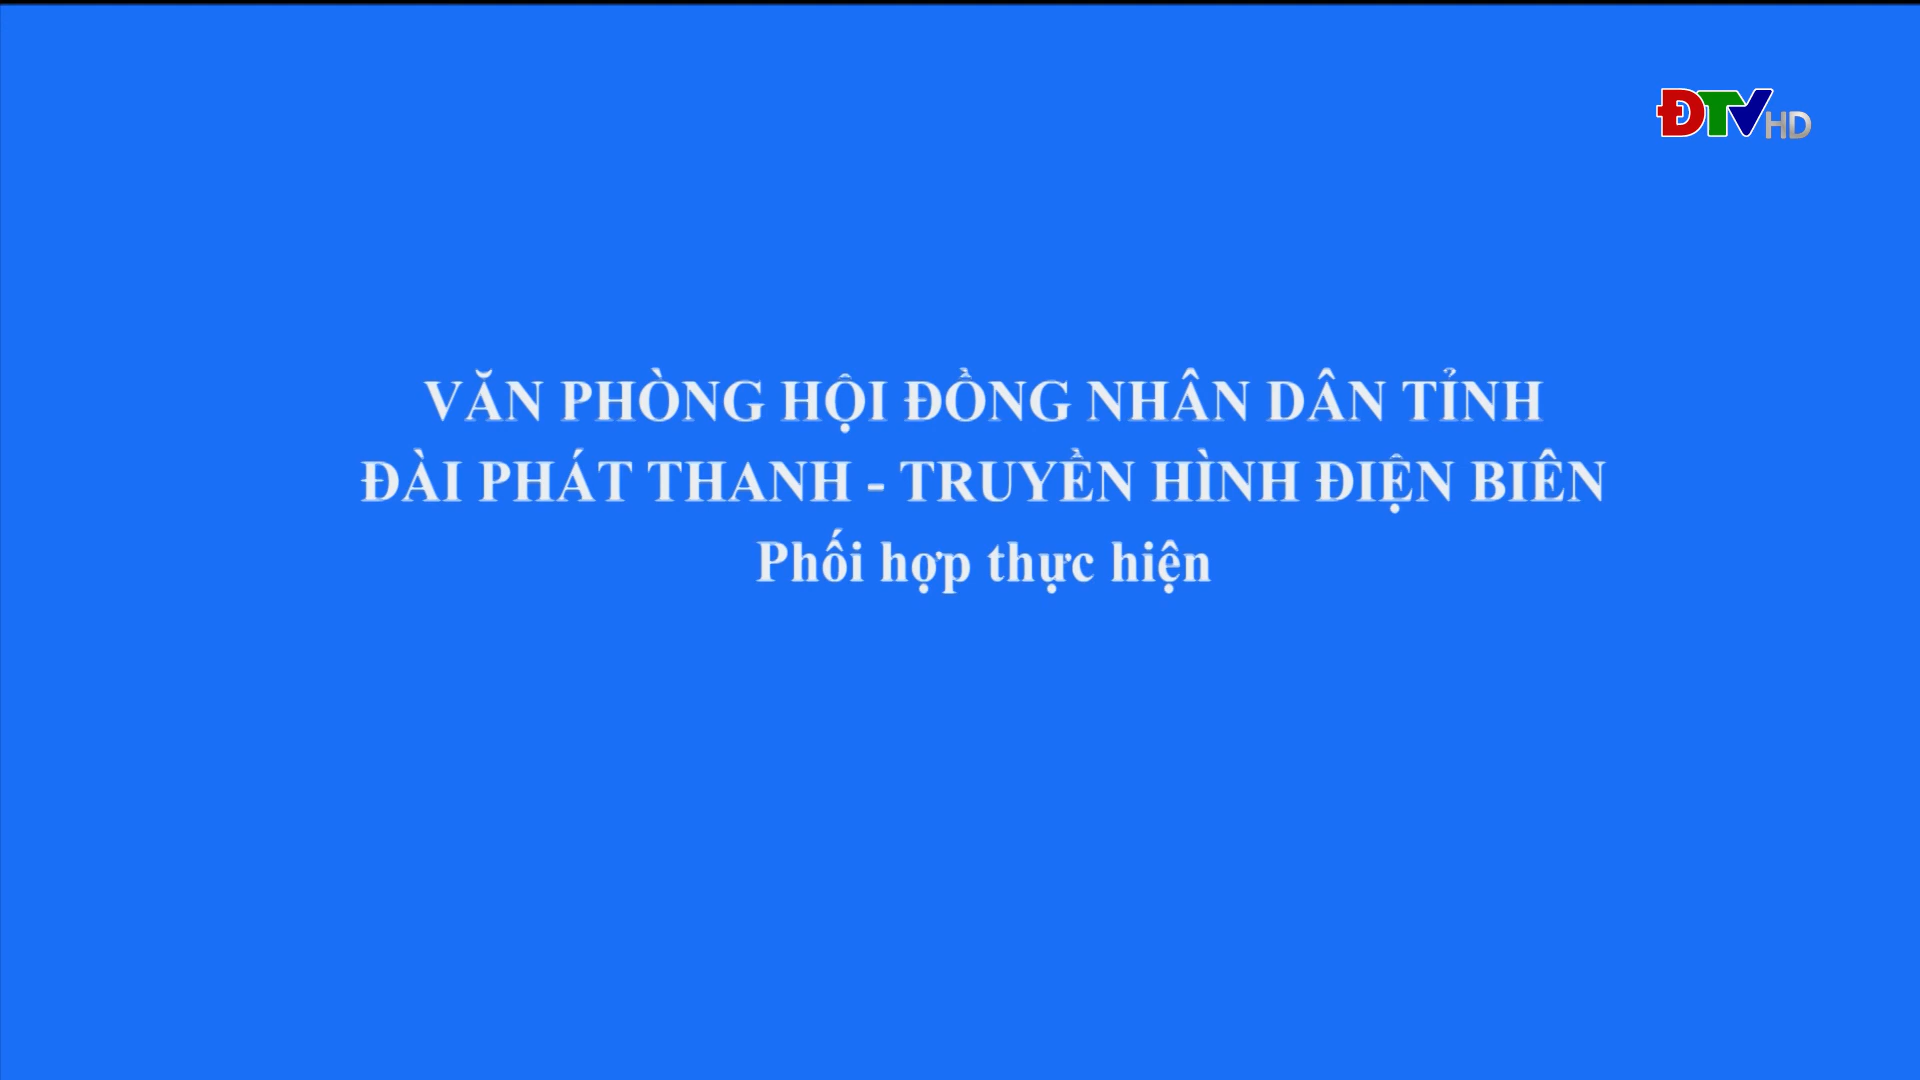 ĐTV HD
VĂN PHÒNG HỘI ĐỒNG NHÂN DÂN TỈNH
ĐÀI PHÁT THANH - TRUYỀN HÌNH ĐIỆN BIÊN
Phối hợp thực hiện